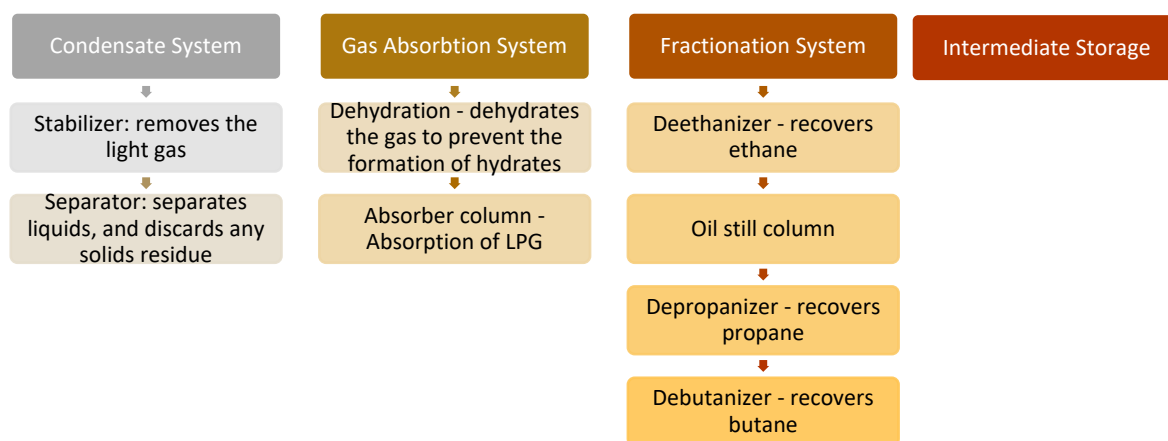 Condensate System
Stabilizer: removes the
light gas
Separator: separates
liquids, and discards any
solids residue
Gas Absorbtion System
Dehydration - dehydrates
the gas to prevent the
formation of hydrates
Absorber column -
Absorption of LPG
Fractionation System
Deethanizer - recovers
ethane
Oil still column
Depropanizer - recovers
propane
Debutanizer - recovers
butane
Intermediate Storage